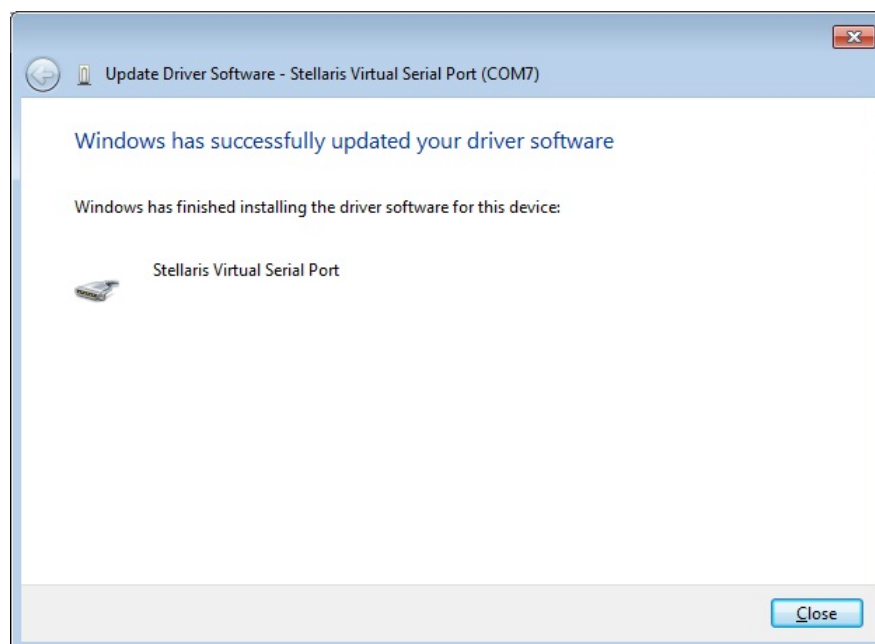 Update Driver Software - Stellaris Virtual Serial Port (COM7)
Windows has successfully updated your driver software
Windows has finished installing the driver software for this device:
Stellaris Virtual Serial Port
Close